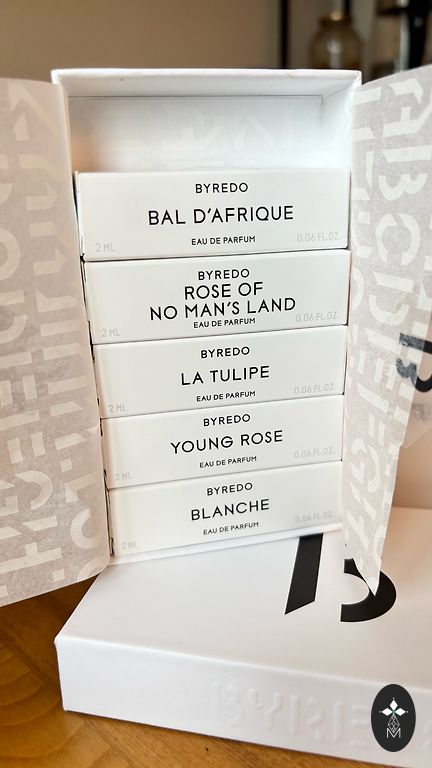 BYREDO
BAL D'AFRIQUE
2 ML
EAU DE PARFUM
0.06 FL.OZ.
BYREDO
ROSE OF
NO MAN'S LAND
2 ML
EAU DE PARFUM
0.06 FL.OZ.
BYREDO
LA TULIPE
2 ML
EAU DE PARFUM
0.06 FL.OZ.
BYREDO
YOUNG ROSE
2 ML
EAU DE PARFUM
0.06 FL.OZ.
BYREDO
BLANCHE
2 ML
EAU DE PARFUM
0.06 FL.OZ.
B
B
BYRE